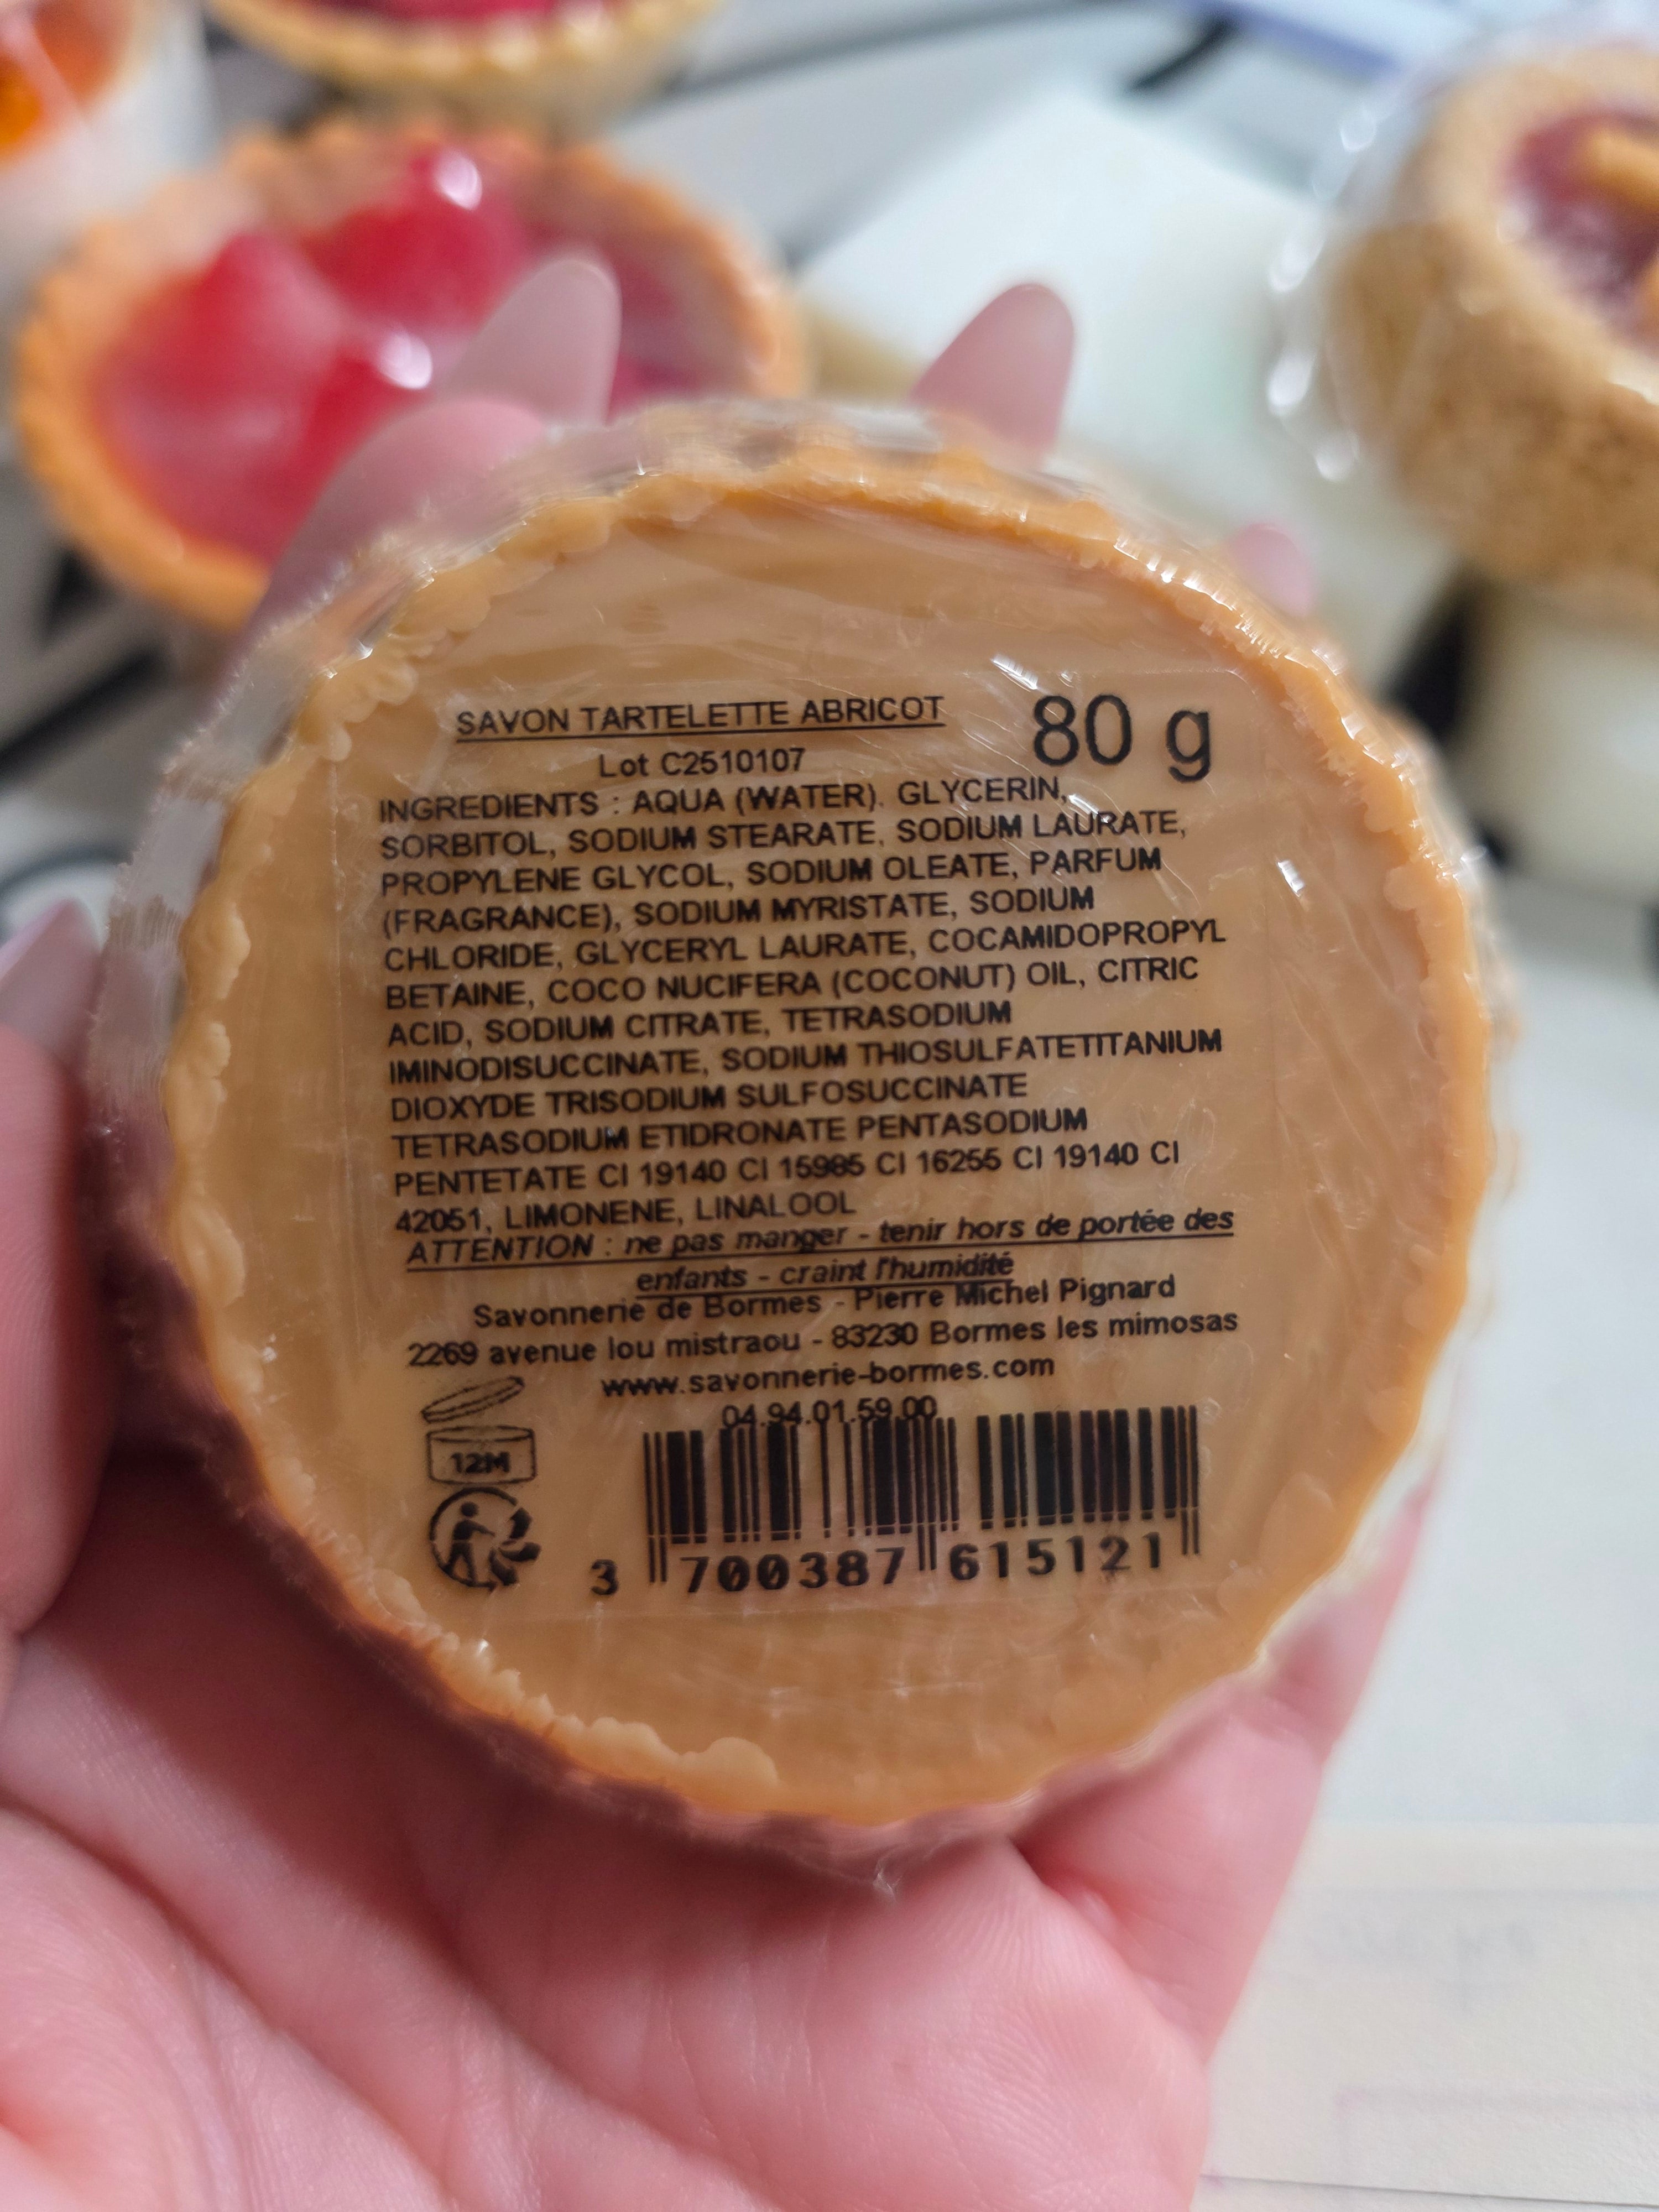 SAVON TARTELETTE ABRICOT
80 g
Lot C2510107
INGREDIENTS : AQUA (WATER). GLYCERIN,
SORBITOL, SODIUM STEARATE, SODIUM LAURATE,
PROPYLENE GLYCOL, SODIUM OLEATE, PARFUM
(FRAGRANCE), SODIUM MYRISTATE, SODIUM
CHLORIDE, GLYCERYL LAURATE, COCAMIDOPROPYL
BETAINE, COCO NUCIFERA (COCONUT) OIL, CITRIC
ACID, SODIUM CITRATE, TETRASODIUM
IMINODISUCCINATE, SODIUM THIOSULFATETITANIUM
DIOXYDE TRISODIUM SULFOSUCCINATE
TETRASODIUM ETIDRONATE PENTASODIUM
PENTETATE CI 19140 CI 15985 CI 16255 CI 19140 CI
42051, LIMONENE, LINALOOL
ATTENTION : ne pas manger - tenir hors de portée des
enfants - craint l'humidité
Savonnerie de Bormes - Pierre Michel Pignard
2269 avenue lou mistraou - 83230 Bormes les mimosas
www.savonnerie-bormes.com
04.94.01.59.00
12M
3 700387 615121